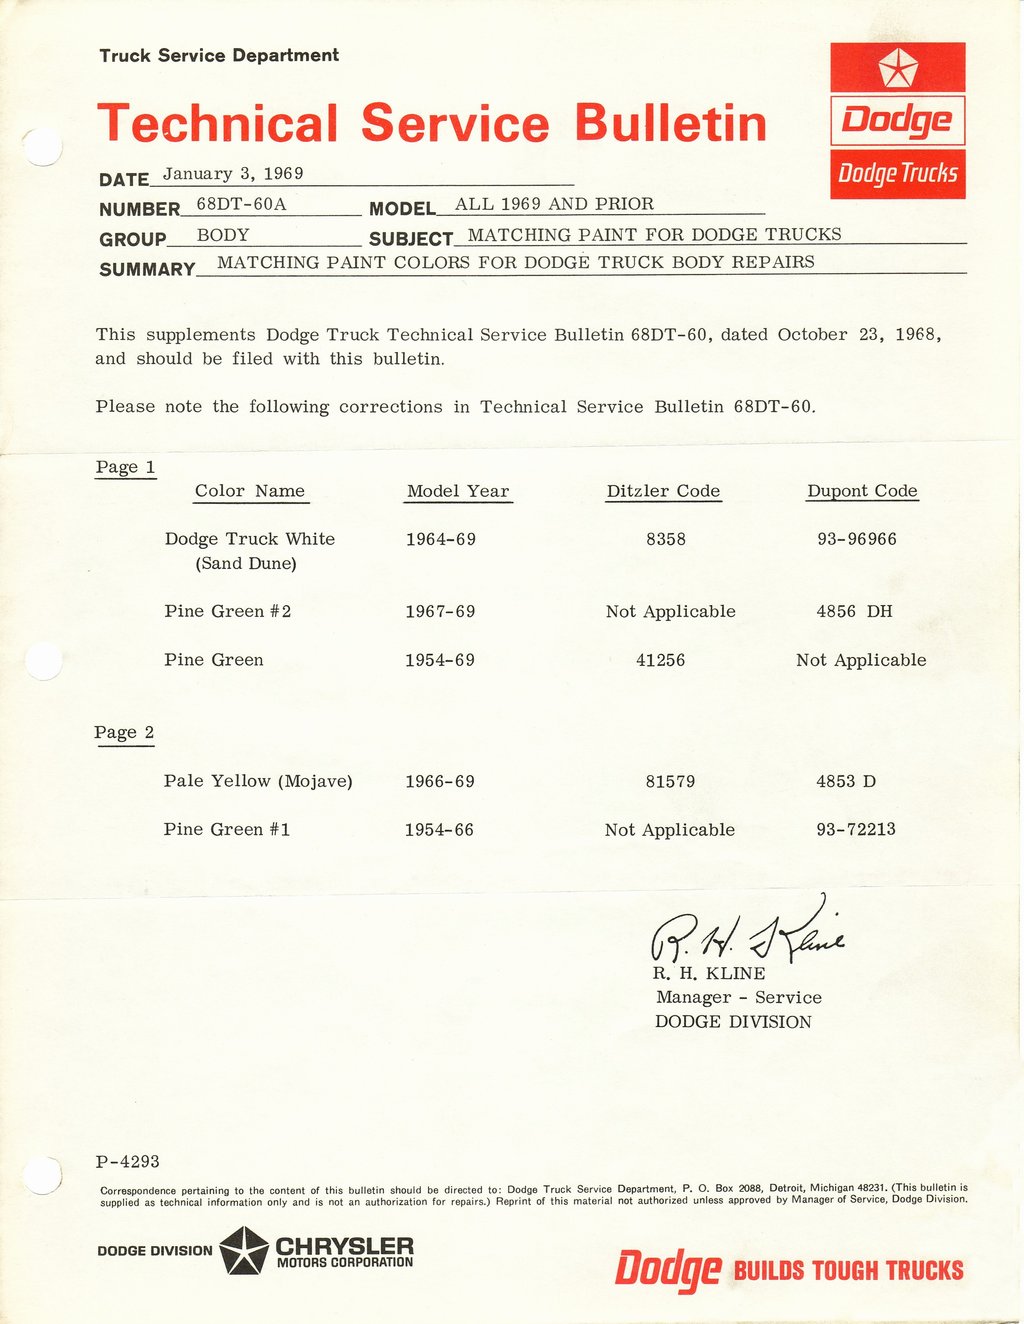 Truck Service Department
Technical Service Bulletin
Dodge
Dodge Trucks
DATE January 3, 1969
NUMBER 68DT-60A MODEL ALL 1969 AND PRIOR
GROUP BODY SUBJECT MATCHING PAINT FOR DODGE TRUCKS
SUMMARY MATCHING PAINT COLORS FOR DODGE TRUCK BODY REPAIRS
This supplements Dodge Truck Technical Service Bulletin 68DT-60, dated October 23, 1968,
and should be filed with this bulletin.
Please note the following corrections in Technical Service Bulletin 68DT-60.
Page 1
Color Name Model Year Ditzler Code Dupont Code
Dodge Truck White 1964-69 8358 93-96966
(Sand Dune)
Pine Green #2 1967-69 Not Applicable 4856 DH
Pine Green 1954-69 41256 Not Applicable
Page 2
Pale Yellow (Mojave) 1966-69 81579 4853 D
Pine Green #1 1954-66 Not Applicable 93-72213
R. H. Kline
R. H. KLINE
Manager - Service
DODGE DIVISION
P-4293
Correspondence pertaining to the content of this bulletin should be directed to: Dodge Truck Service Department, P. O. Box 2088, Detroit, Michigan 48231. (This bulletin is
supplied as technical information only and is not an authorization for repairs.) Reprint of this material not authorized unless approved by Manager of Service, Dodge Division.
DODGE DIVISION CHRYSLER
MOTORS CORPORATION
Dodge BUILDS TOUGH TRUCKS